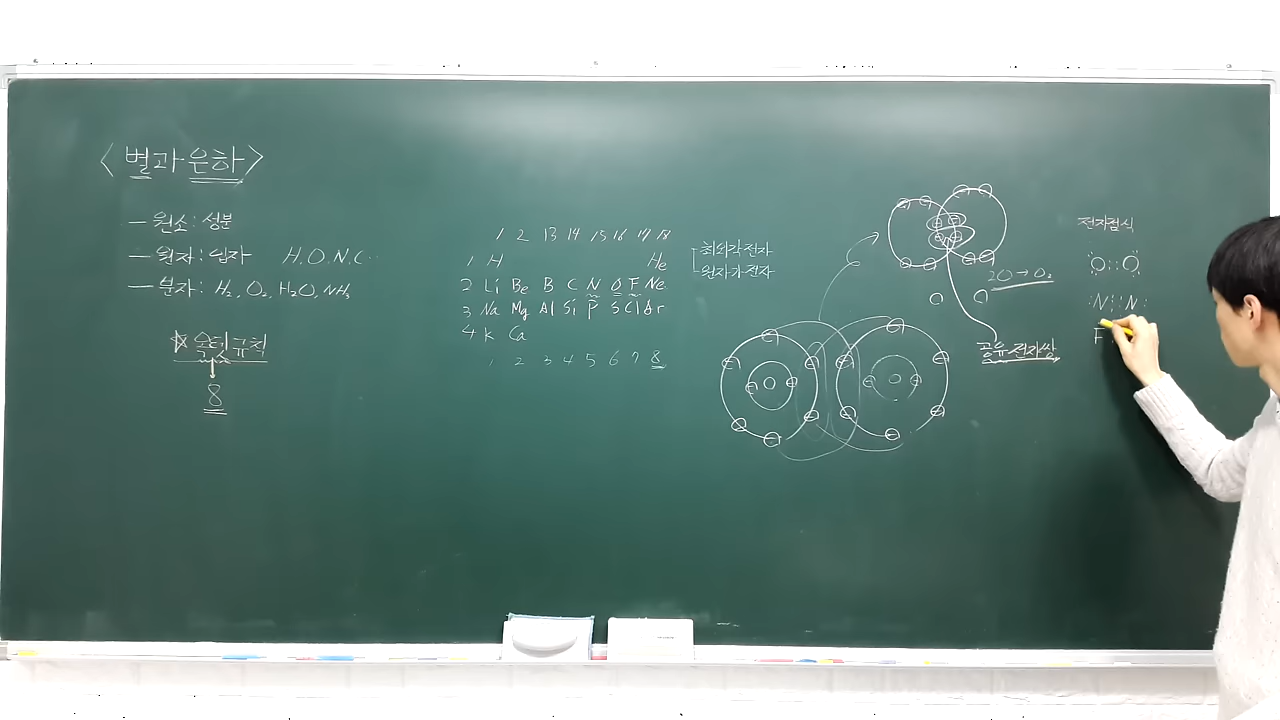 <별과 은하>
- 원소 : 성분
- 원자 : 입자 H, O, N, C ...
- 분자 : H₂, O₂, H₂O, NH₃
옥텟 규칙
8
1 2 13 14 15 16 17 18
1 H He
2 Li Be B C N O F Ne
3 Na Mg Al Si P S Cl Ar
4 K Ca
1 2 3 4 5 6 7 8
최외각 전자
원자가 전자
2O → O₂
공유 전자쌍
전자점식
:O::O:
:N⋮⋮N:
F